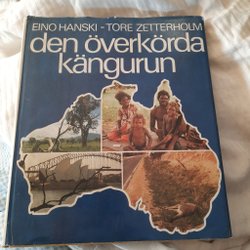 EINO HANSKI - TORE ZETTERHOLM
den överkörda
kängurun